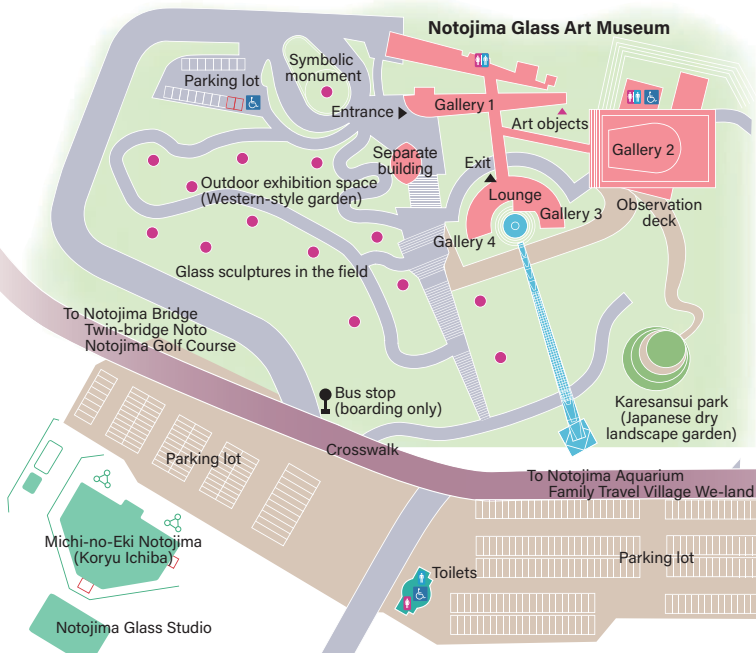 Notojima Glass Art Museum
Symbolic
monument
Parking lot
Entrance
Gallery 1
Art objects
Gallery 2
Separate
building
Exit
Outdoor exhibition space
(Western-style garden)
Lounge
Gallery 3
Observation
deck
Gallery 4
Glass sculptures in the field
To Notojima Bridge
Twin-bridge Noto
Notojima Golf Course
Bus stop
(boarding only)
Karesansui park
(Japanese dry
landscape garden)
Crosswalk
Parking lot
To Notojima Aquarium
Family Travel Village We-land
Michi-no-Eki Notojima
(Koryu Ichiba)
Parking lot
Toilets
Notojima Glass Studio